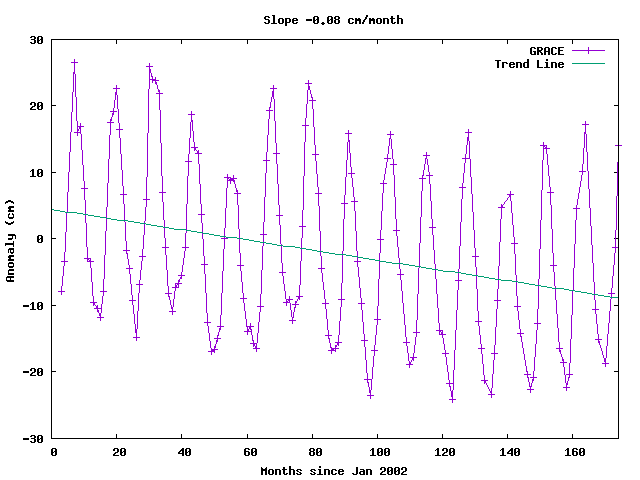 Slope -0.08 cm/month
GRACE
Trend Line
30
20
10
0
-10
-20
-30
Anomaly (cm)
0 20 40 60 80 100 120 140 160
Months since Jan 2002